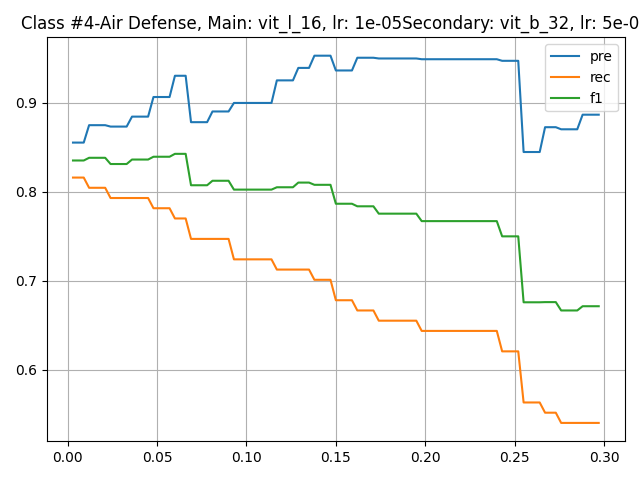 Class #4-Air Defense, Main: vit_l_16, lr: 1e-05Secondary: vit_b_32, lr: 5e-0
pre
rec
f1
0.9
0.8
0.7
0.6
0.00 0.05 0.10 0.15 0.20 0.25 0.30